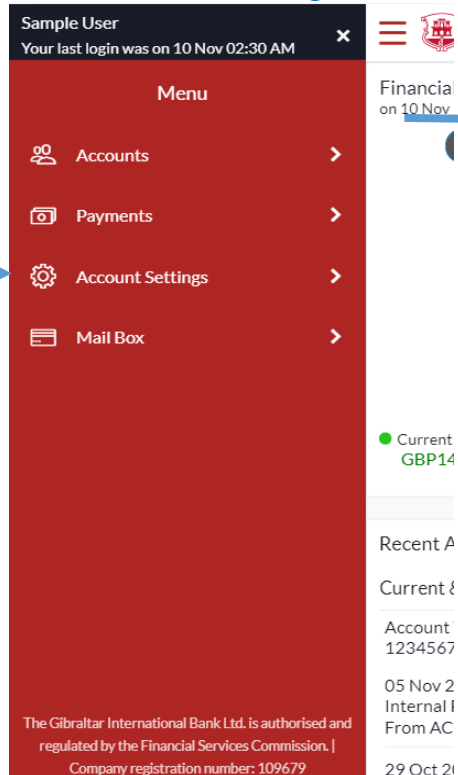 Sample User
Your last login was on 10 Nov 02:30 AM
Menu
Accounts
Payments
Account Settings
Mail Box
The Gibraltar International Bank Ltd. is authorised and
regulated by the Financial Services Commission. |
Company registration number: 109679
Financial
on 10 Nov
Current
GBP14
Recent A
Current &
Account
1234567
05 Nov 2
Internal
From AC
29 Oct 20